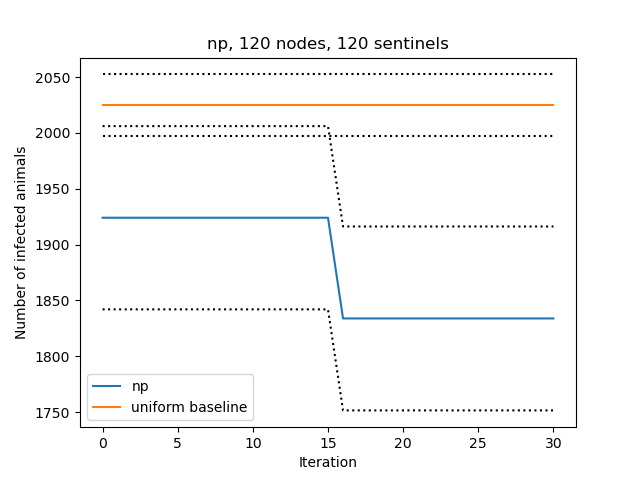 np, 120 nodes, 120 sentinels
Number of infected animals
2050
2000
1950
1900
1850
1800
1750
np
uniform baseline
0 5 10 15 20 25 30
Iteration